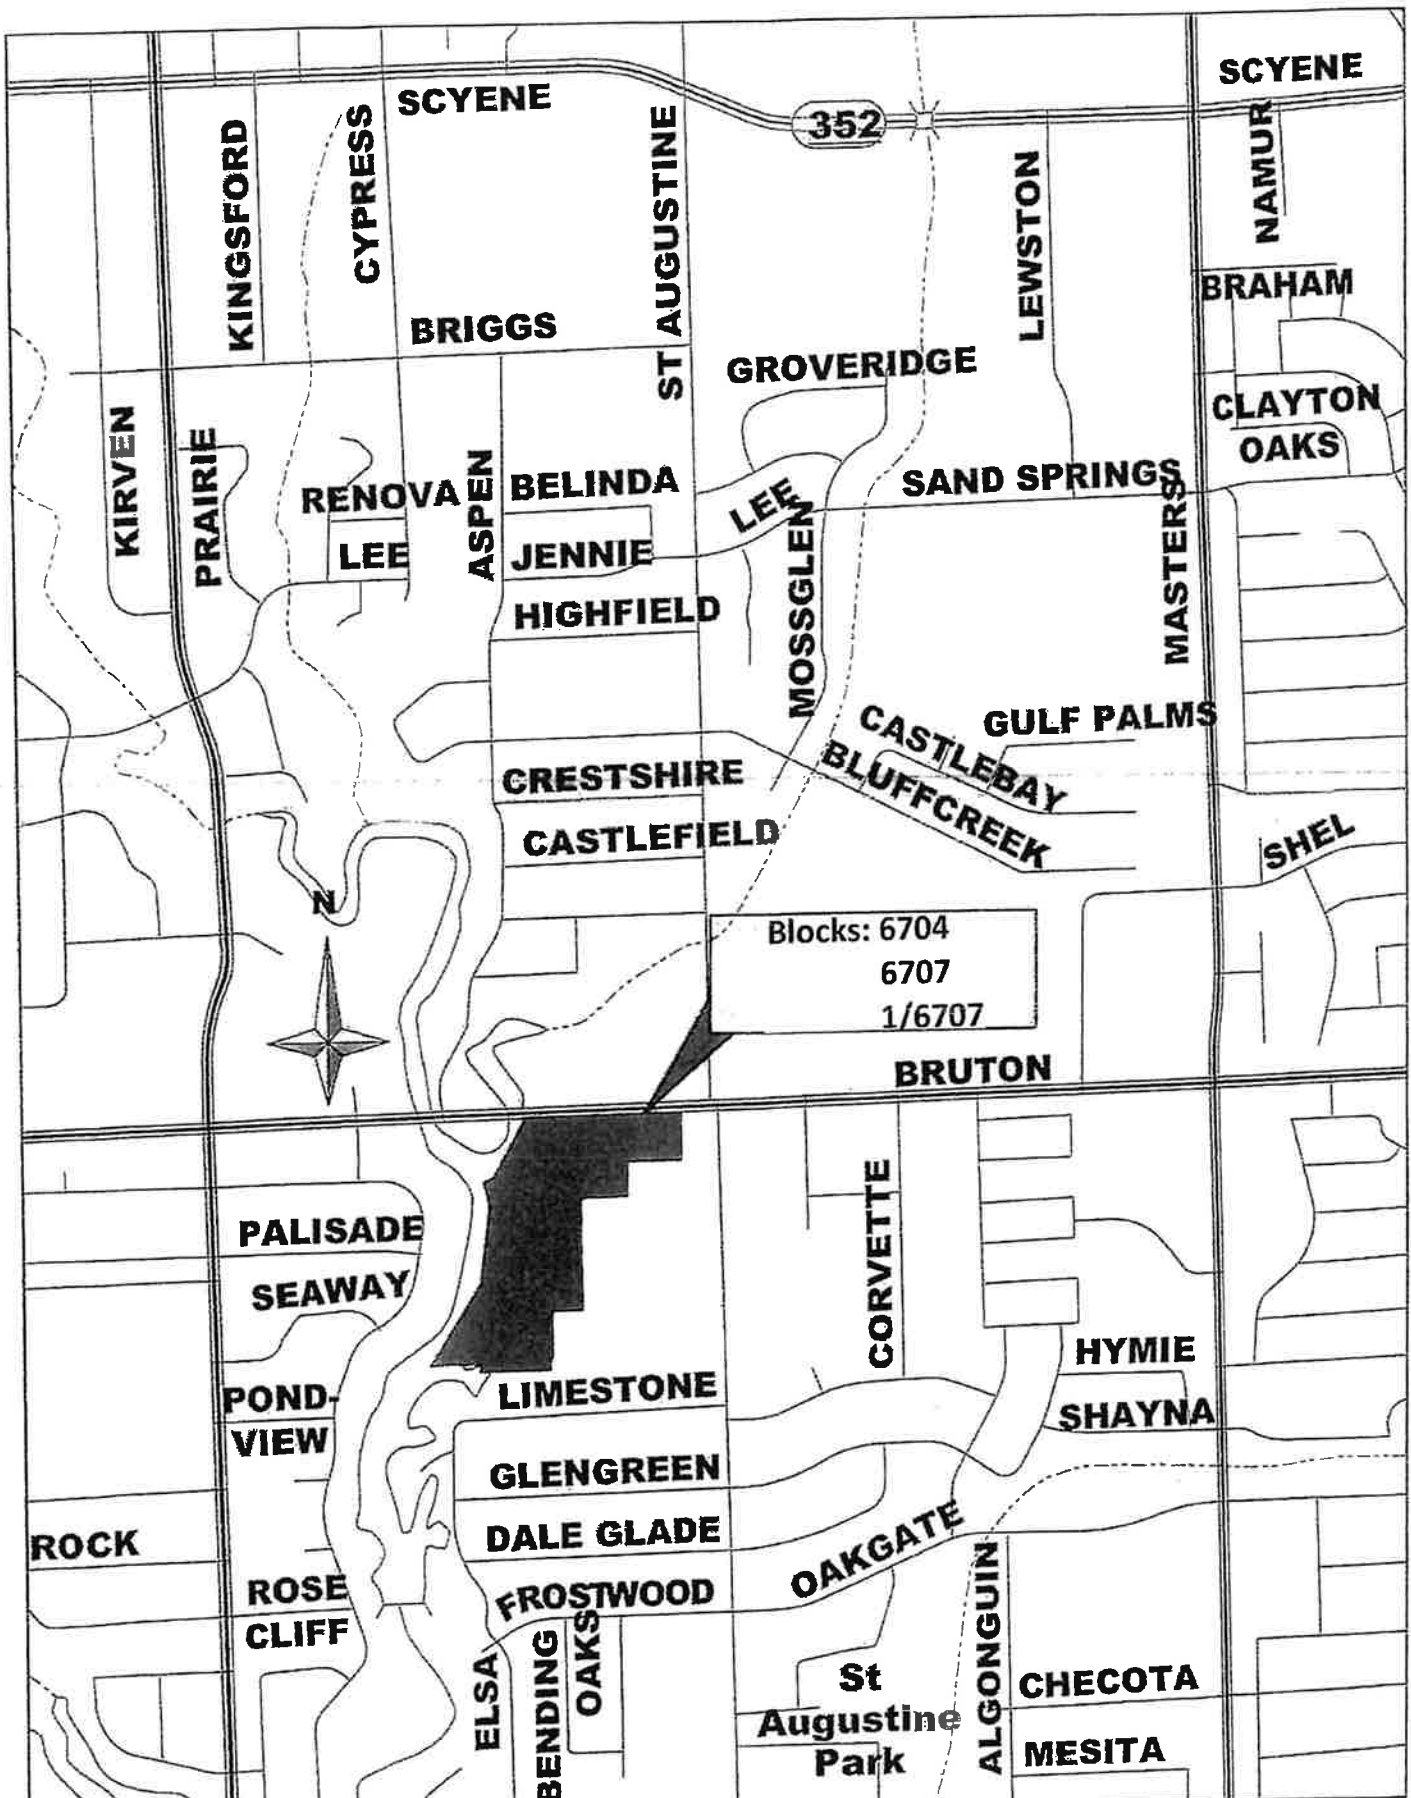 SCYENE
SCYENE
352
KINGSFORD
CYPRESS
ST AUGUSTINE
LEWSTON
NAMUR
BRAHAM
BRIGGS
GROVERIDGE
CLAYTON
OAKS
KIRVEN
PRAIRIE
RENOVA
ASPEN
BELINDA
LEE
SAND SPRINGS
MASTERS
LEE
JENNIE
MOSSGLEN
HIGHFIELD
CASTLEBAY
GULF PALMS
BLUFFCREEK
CRESTSHIRE
CASTLEFIELD
SHEL
N
Blocks: 6704
6707
1/6707
BRUTON
PALISADE
CORVETTE
SEAWAY
HYMIE
POND-
VIEW
LIMESTONE
SHAYNA
GLENGREEN
ROCK
DALE GLADE
OAKGATE
ROSE
CLIFF
FROSTWOOD
ELSA
BENDING
OAKS
ALGONGUIN
St
Augustine
Park
CHECOTA
MESITA